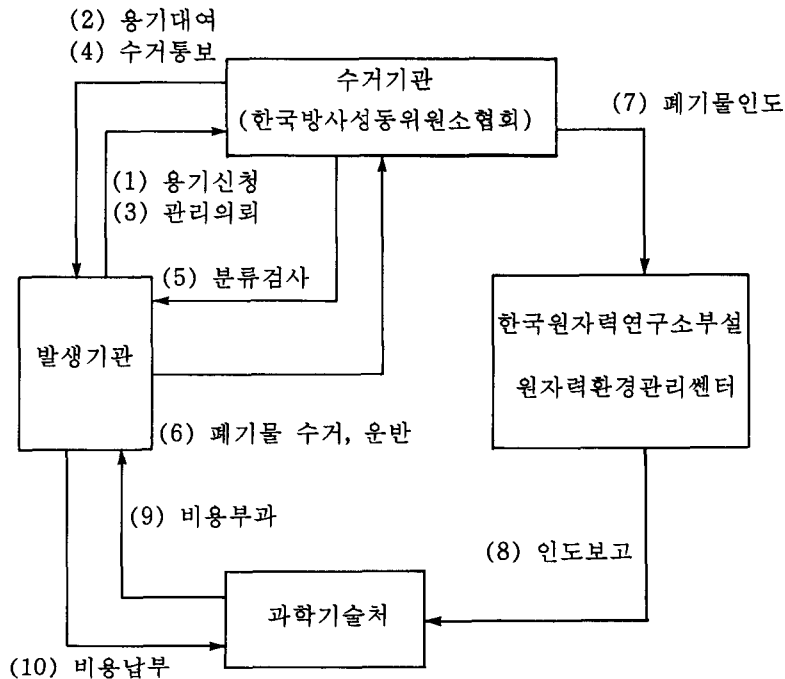 (2) 용기대여
(4) 수거통보
수거기관
(한국방사성동위원소협회)
(7) 폐기물인도
(1) 용기신청
(3) 관리의뢰
(5) 분류검사
발생기관
한국원자력연구소부설
원자력환경관리쎈터
(6) 폐기물 수거, 운반
(9) 비용부과
(8) 인도보고
과학기술처
(10) 비용납부